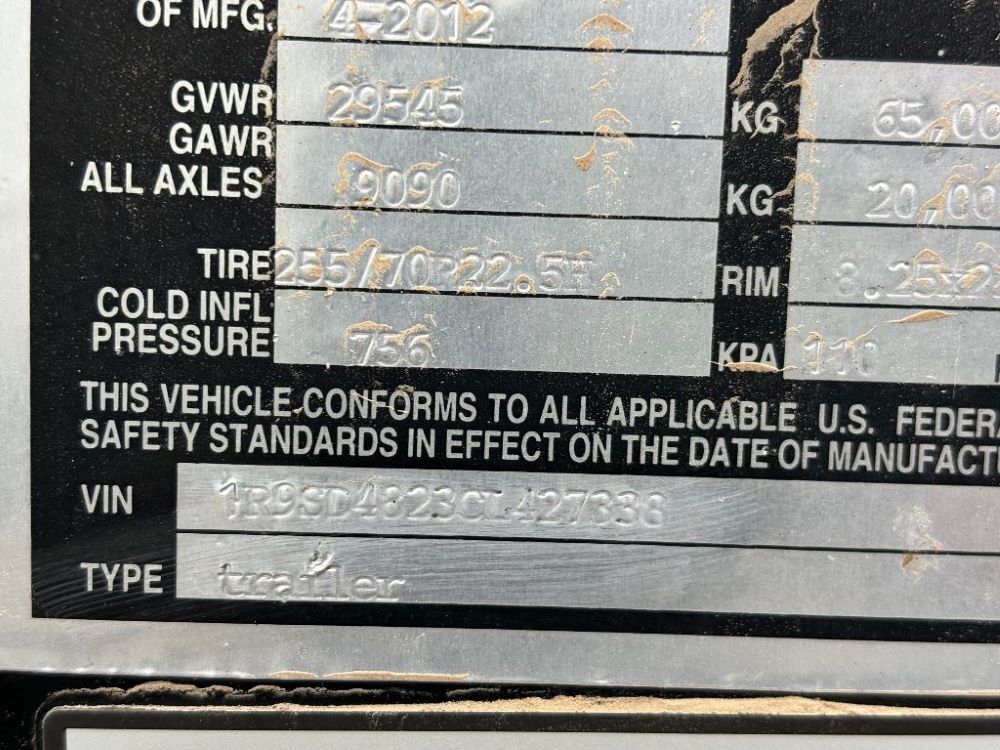 OF MFG. 4-2012
GVWR 29545 KG 65,00
GAWR
ALL AXLES 9090 KG 20,00
TIRE 255/70R22.5H RIM 8.25x2
COLD INFL
PRESSURE 756 KPA 110
THIS VEHICLE CONFORMS TO ALL APPLICABLE U.S. FEDERA
SAFETY STANDARDS IN EFFECT ON THE DATE OF MANUFACT
VIN 1R9SD4823CL427338
TYPE trailer